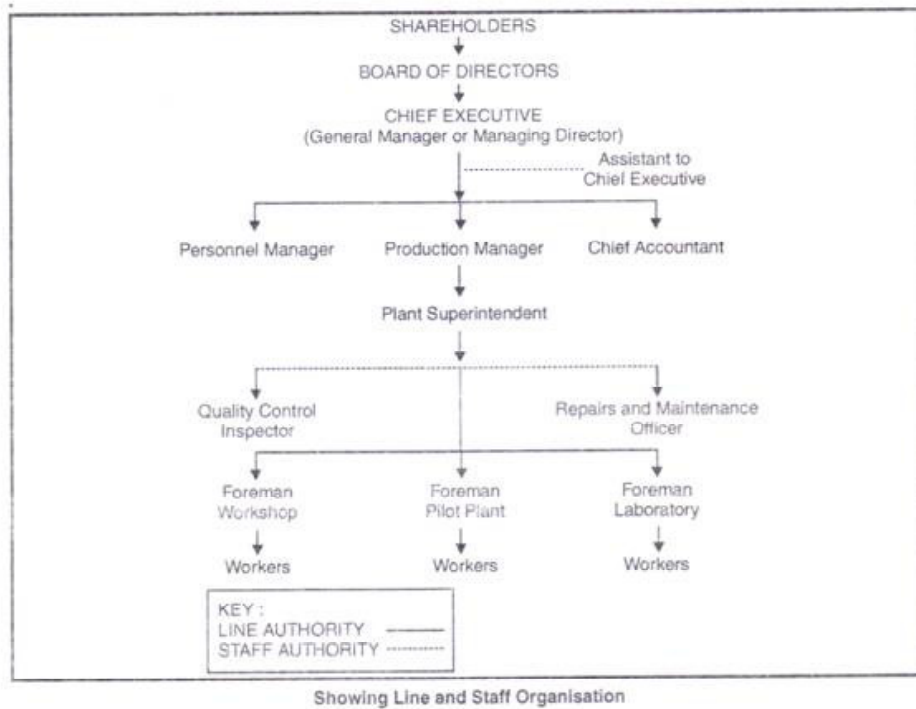 SHAREHOLDERS
BOARD OF DIRECTORS
CHIEF EXECUTIVE
(General Manager or Managing Director)
Assistant to
Chief Executive
Personnel Manager
Production Manager
Chief Accountant
Plant Superintendent
Quality Control
Inspector
Repairs and Maintenance
Officer
Foreman
Workshop
Foreman
Pilot Plant
Foreman
Laboratory
Workers
Workers
Workers
KEY :
LINE AUTHORITY
STAFF AUTHORITY
Showing Line and Staff Organisation